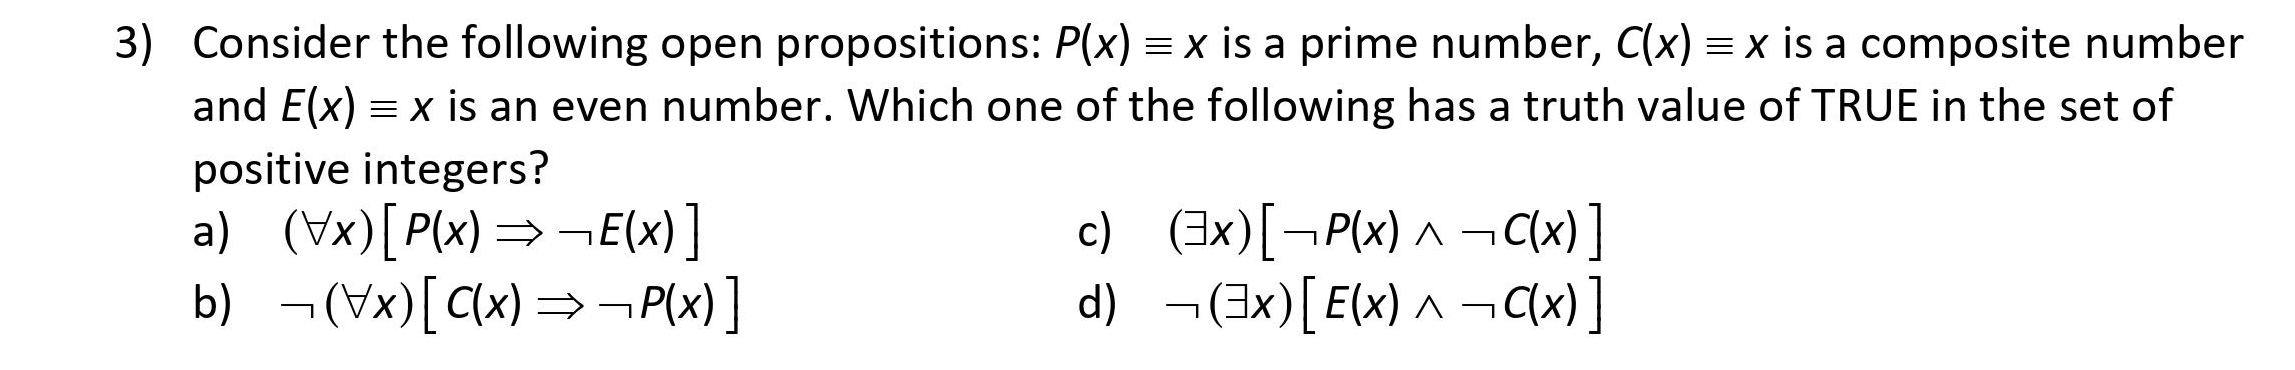 3) Consider the following open propositions: P(x) ≡ x is a prime number, C(x) ≡ x is a composite number
and E(x) ≡ x is an even number. Which one of the following has a truth value of TRUE in the set of
positive integers?
a) (∀x)[P(x) ⟹ ¬E(x)] c) (∃x)[¬P(x) ∧ ¬C(x)]
b) ¬(∀x)[C(x) ⟹ ¬P(x)] d) ¬(∃x)[E(x) ∧ ¬C(x)]